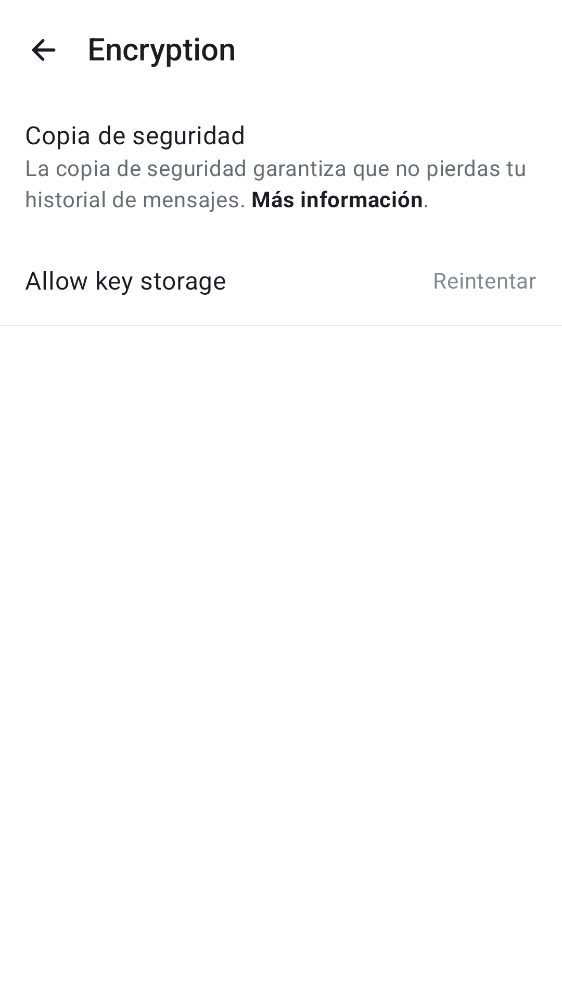 Encryption
Copia de seguridad
La copia de seguridad garantiza que no pierdas tu
historial de mensajes. Más información.
Allow key storage Reintentar